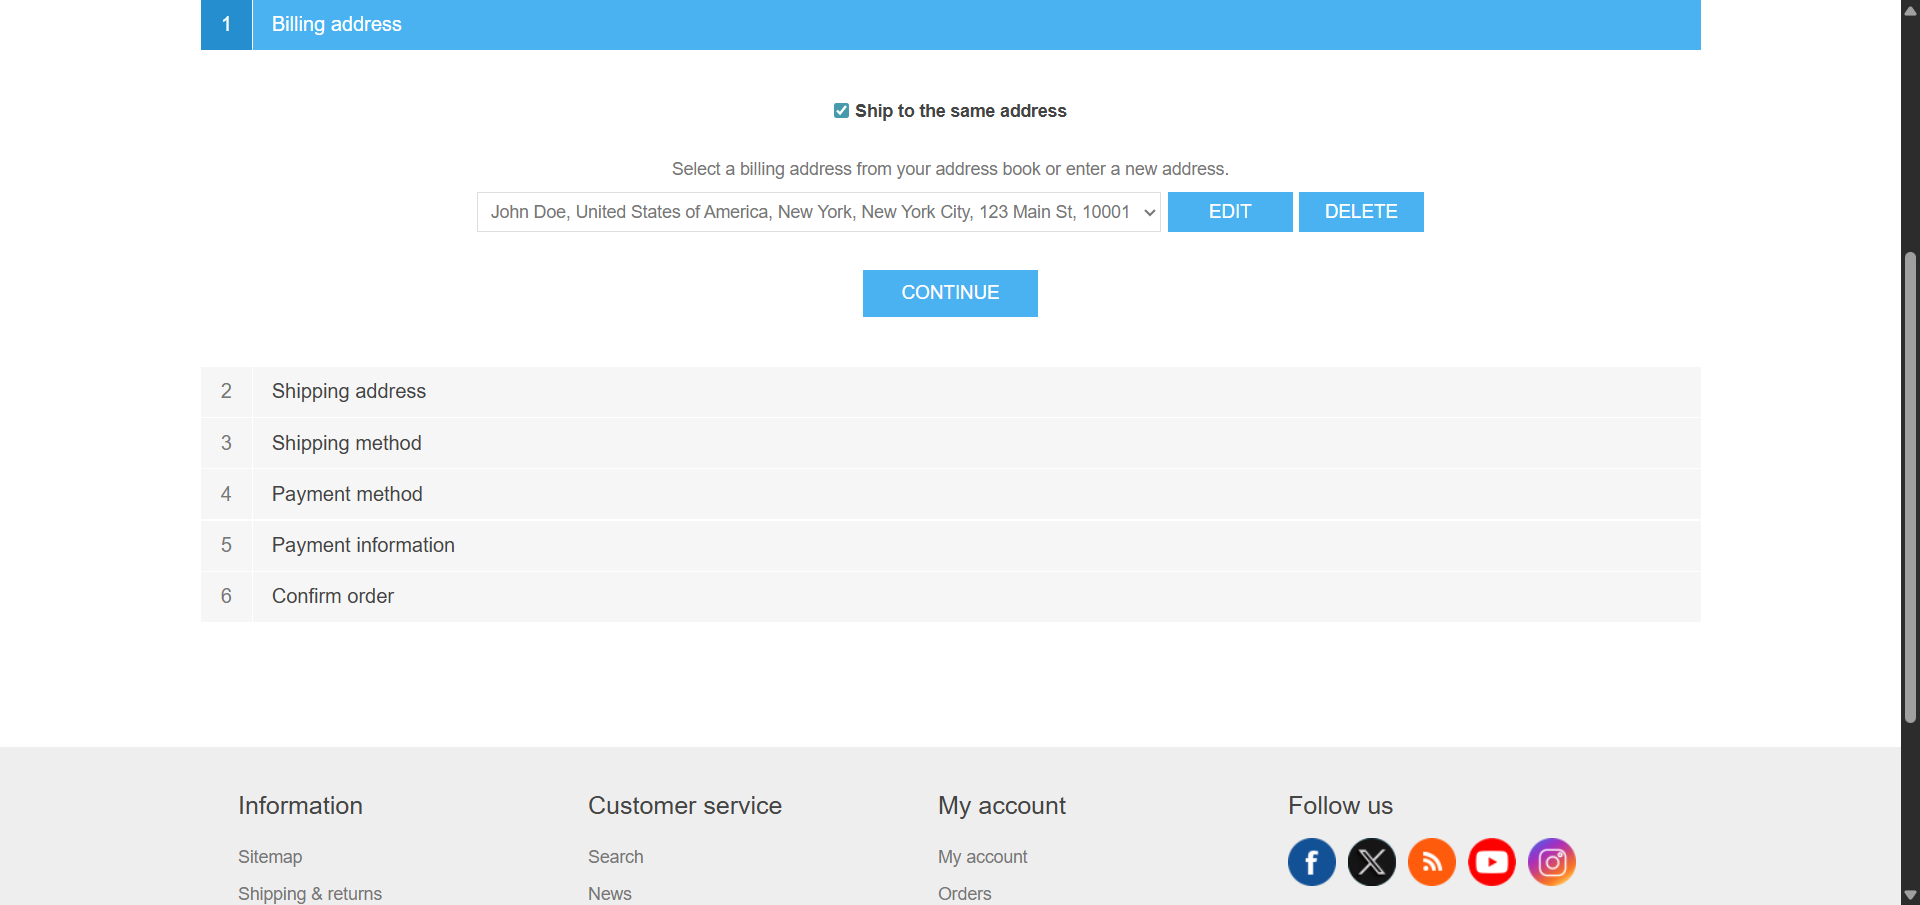 1 Billing address
Ship to the same address
Select a billing address from your address book or enter a new address.
John Doe, United States of America, New York, New York City, 123 Main St, 10001 EDIT DELETE
CONTINUE
2 Shipping address
3 Shipping method
4 Payment method
5 Payment information
6 Confirm order
Information
Sitemap
Shipping & returns
Customer service
Search
News
My account
My account
Orders
Follow us